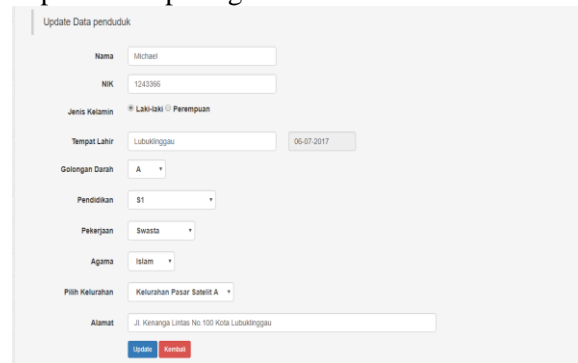 Update Data penduduk
Nama Michael
NIK 1243366
Jenis Kelamin Laki-laki Perempuan
Tempat Lahir Lubuklinggau 06-07-2017
Golongan Darah A
Pendidikan S1
Pekerjaan Swasta
Agama Islam
Pilih Kelurahan Kelurahan Pasar Satelit A
Alamat Jl. Kenanga Lintas No.100 Kota Lubuklinggau
Update Kembali